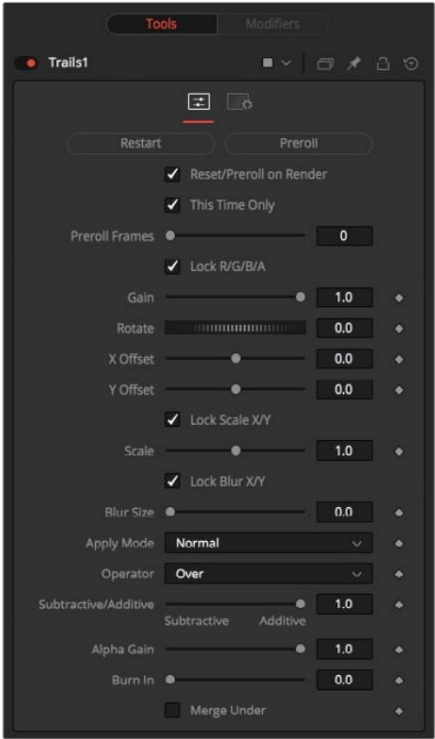 Tools Modifiers
Trails1
Restart Preroll
Reset/Preroll on Render
This Time Only
Preroll Frames 0
Lock R/G/B/A
Gain 1.0
Rotate 0.0
X Offset 0.0
Y Offset 0.0
Lock Scale X/Y
Scale 1.0
Lock Blur X/Y
Blur Size 0.0
Apply Mode Normal
Operator Over
Subtractive/Additive 1.0
Subtractive Additive
Alpha Gain 1.0
Burn In 0.0
Merge Under